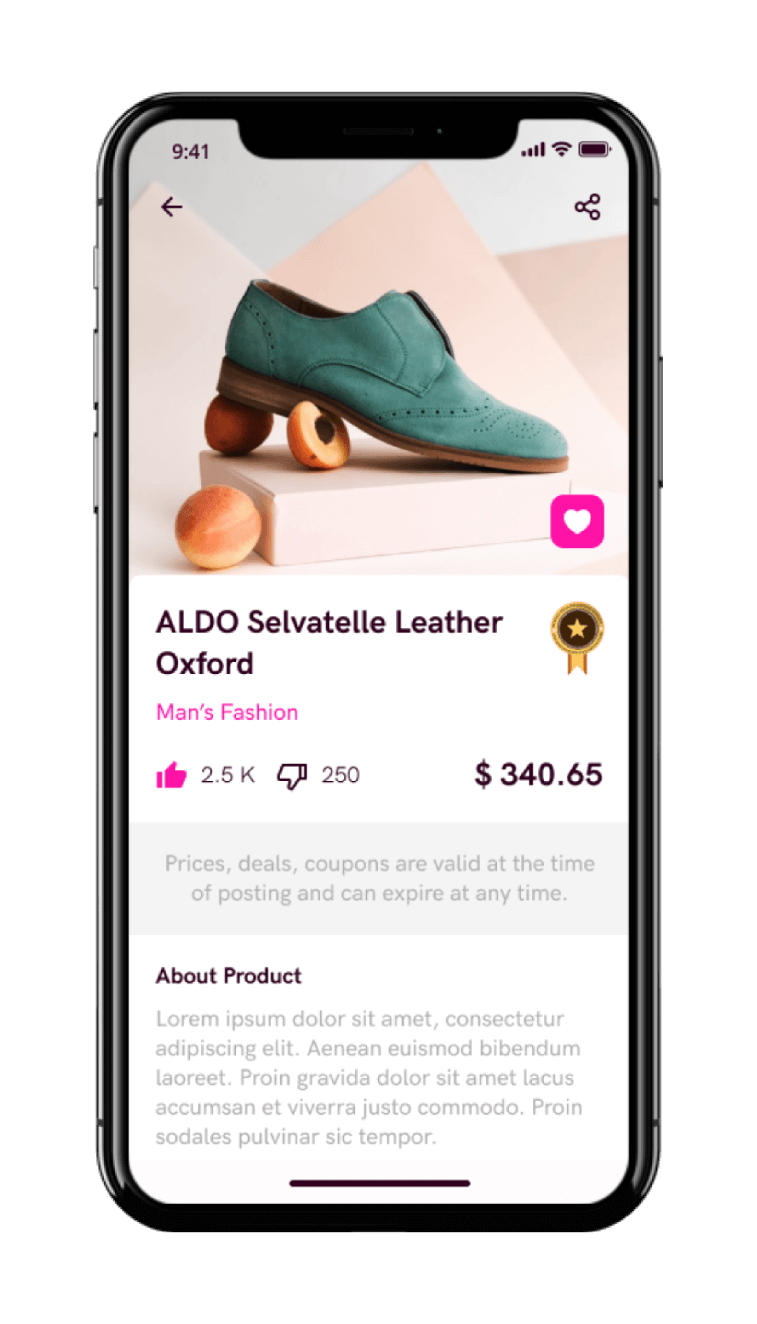 9:41
ALDO Selvatelle Leather
Oxford
Man's Fashion
2.5 K 250 $ 340.65
Prices, deals, coupons are valid at the time
of posting and can expire at any time.
About Product
Lorem ipsum dolor sit amet, consectetur
adipiscing elit. Aenean euismod bibendum
laoreet. Proin gravida dolor sit amet lacus
accumsan et viverra justo commodo. Proin
sodales pulvinar sic tempor.